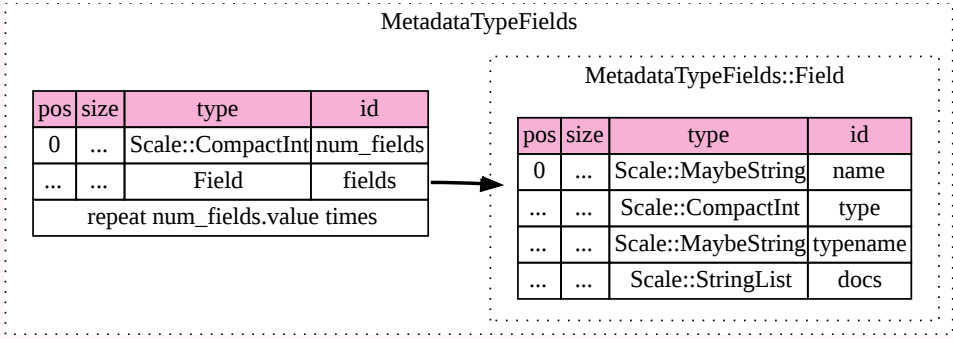 MetadataTypeFields
pos size type id
0 ... Scale::CompactInt num_fields
... ... Field fields
repeat num_fields.value times
MetadataTypeFields::Field
pos size type id
0 ... Scale::MaybeString name
... ... Scale::CompactInt type
... ... Scale::MaybeString typename
... ... Scale::StringList docs